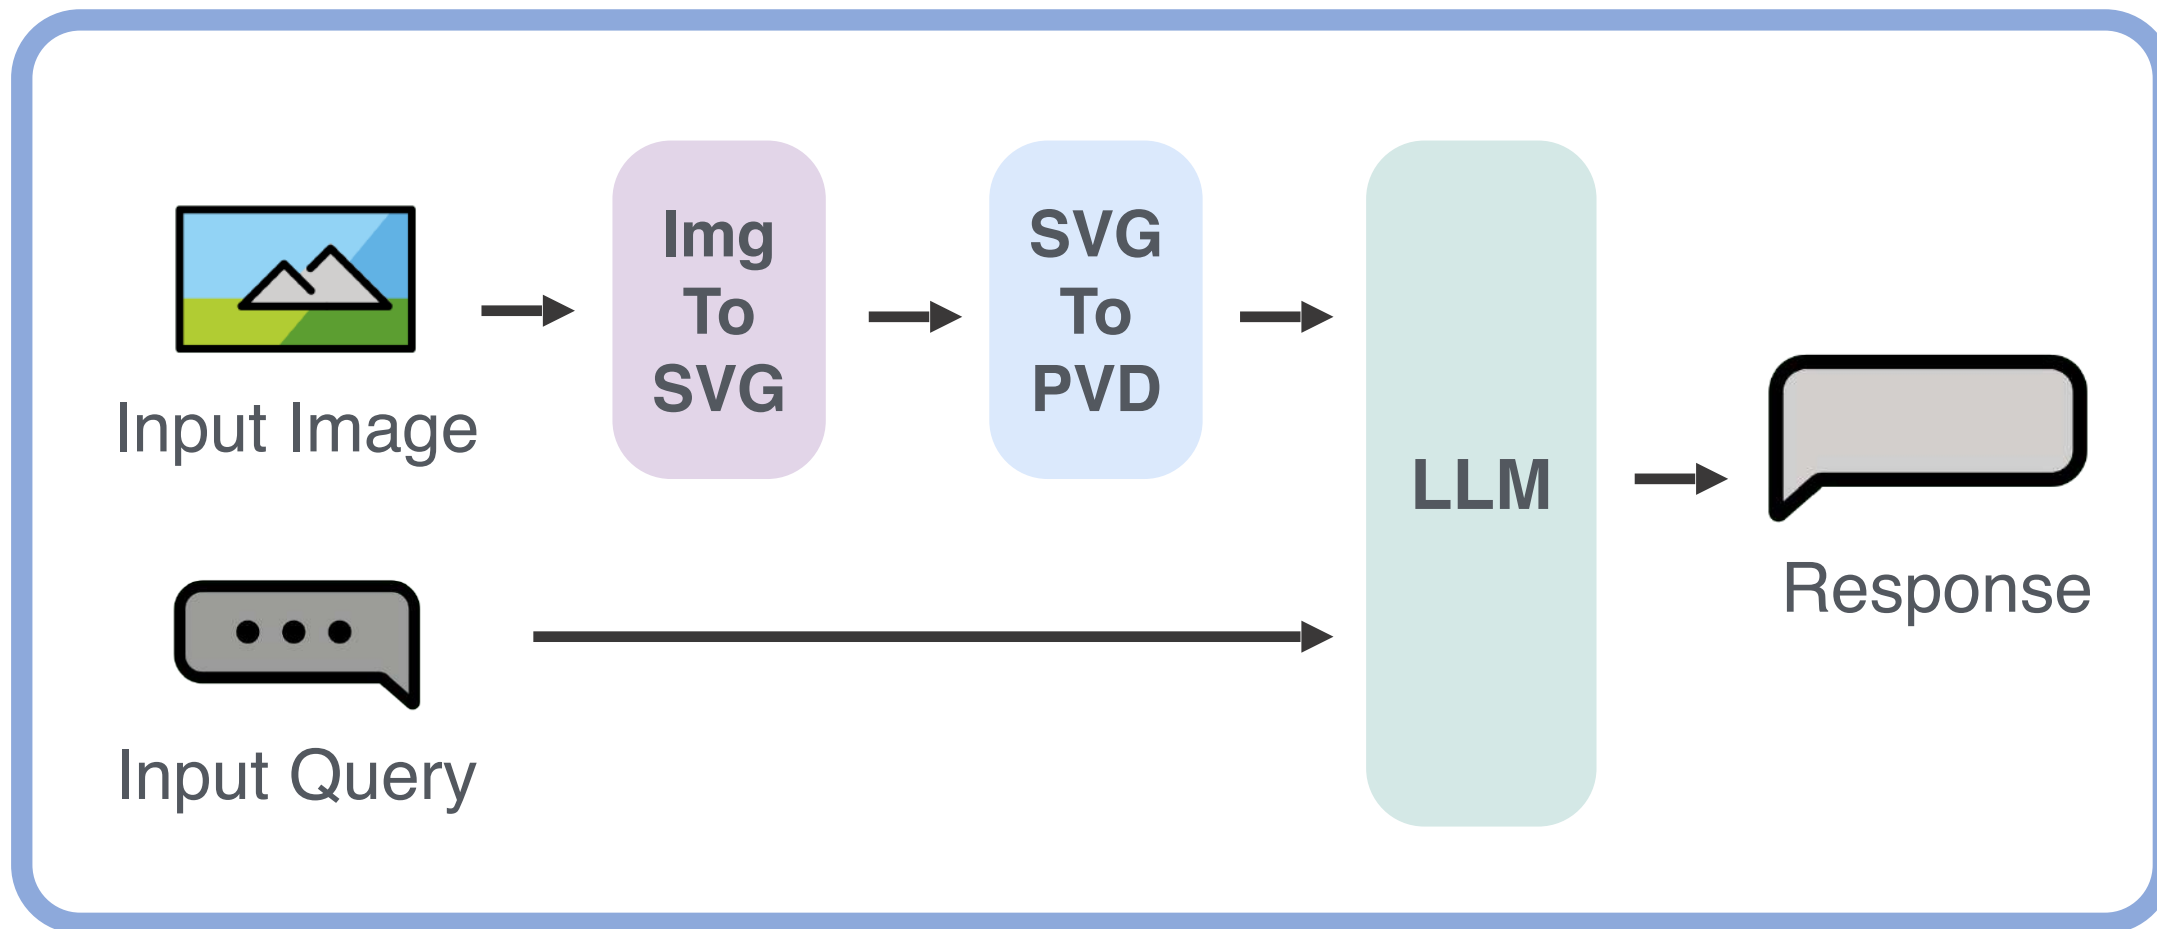 Input Image
Img
To
SVG
SVG
To
PVD
LLM
Response
Input Query